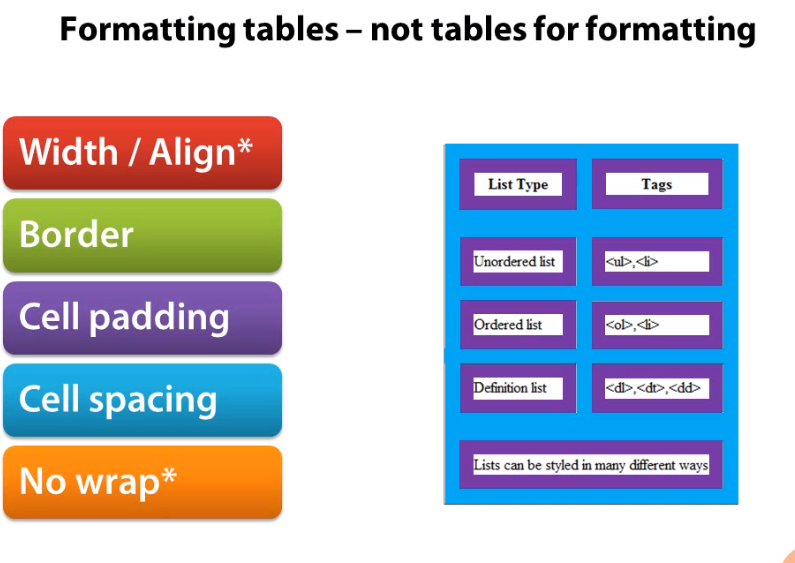 Formatting tables – not tables for formatting
Width / Align*
Border
Cell padding
Cell spacing
No wrap*
List Type Tags
Unordered list <ul>,<li>
Ordered list <ol>,<li>
Definition list <dl>,<dt>,<dd>
Lists can be styled in many different ways